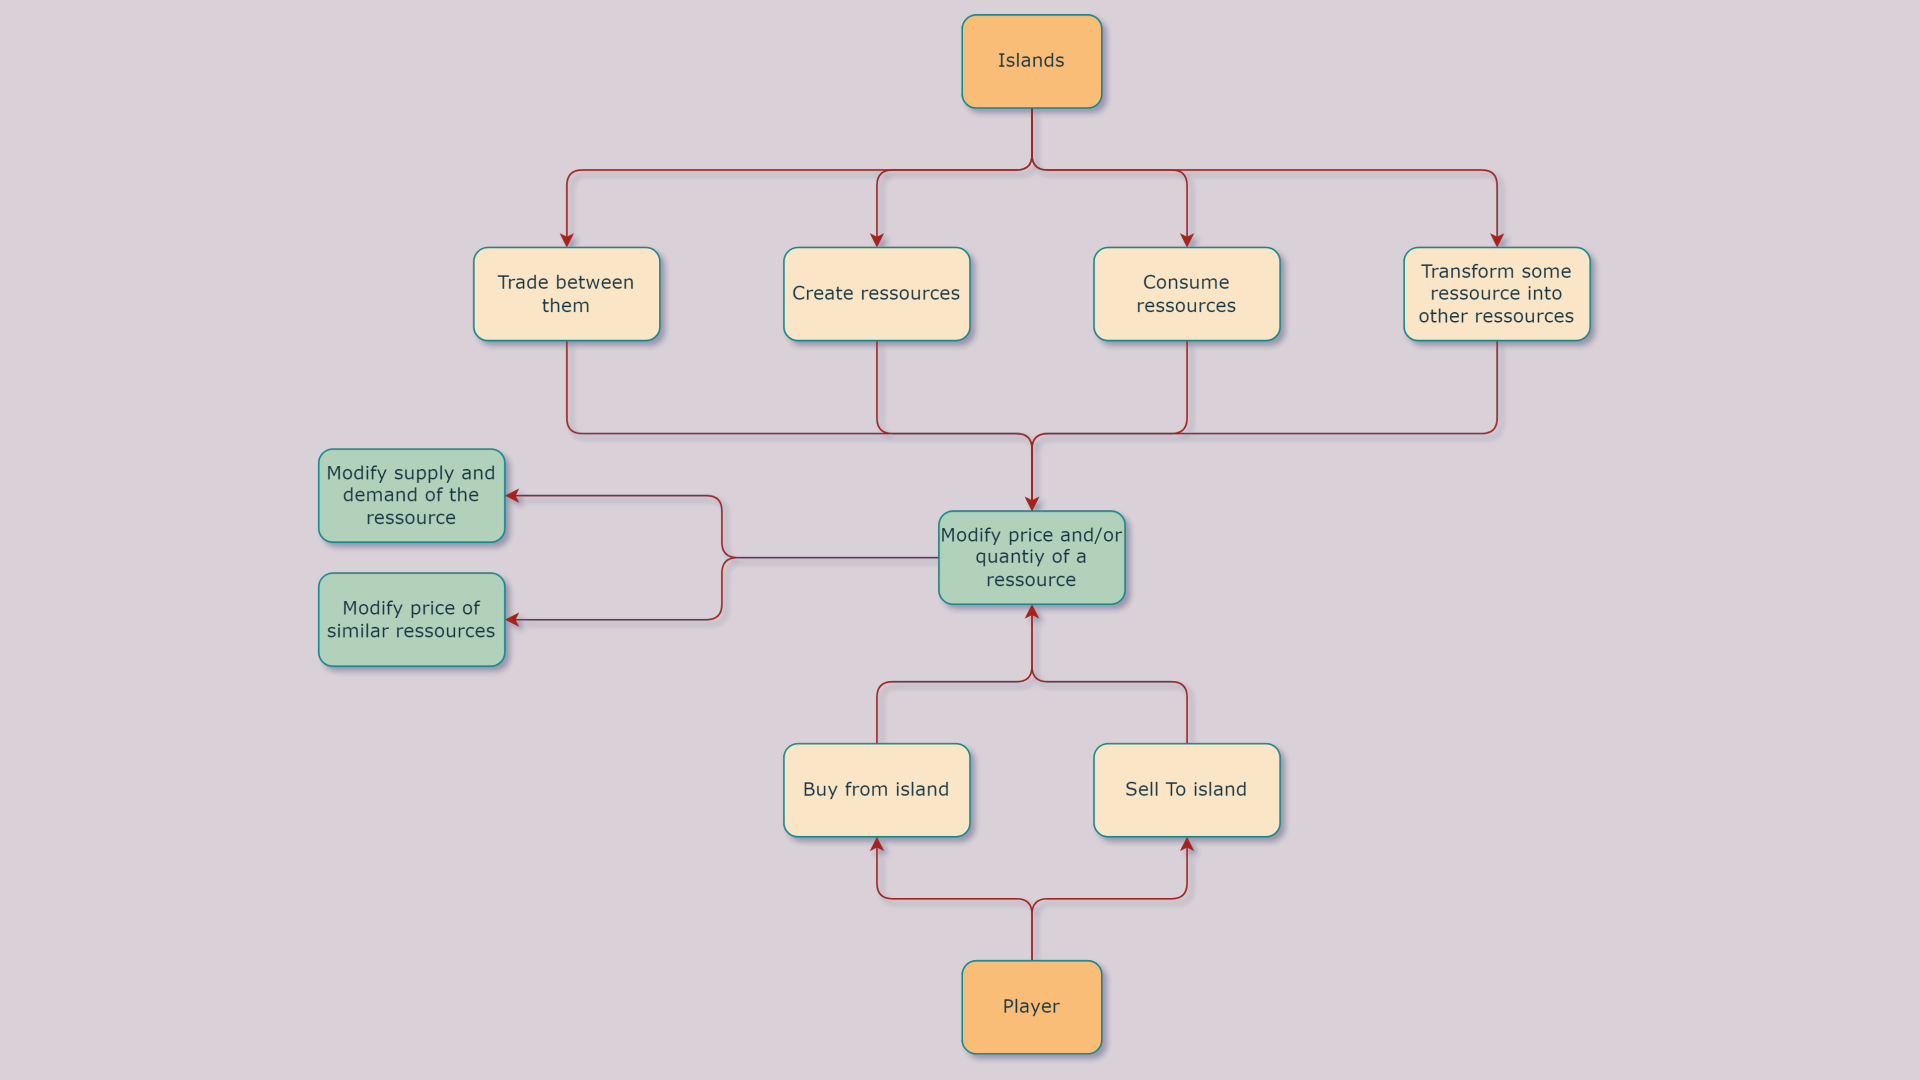 Islands
Trade between
them
Create ressources
Consume
ressources
Transform some
ressource into
other ressources
Modify supply and
demand of the
ressource
Modify price of
similar ressources
Modify price and/or
quantiy of a
ressource
Buy from island
Sell To island
Player